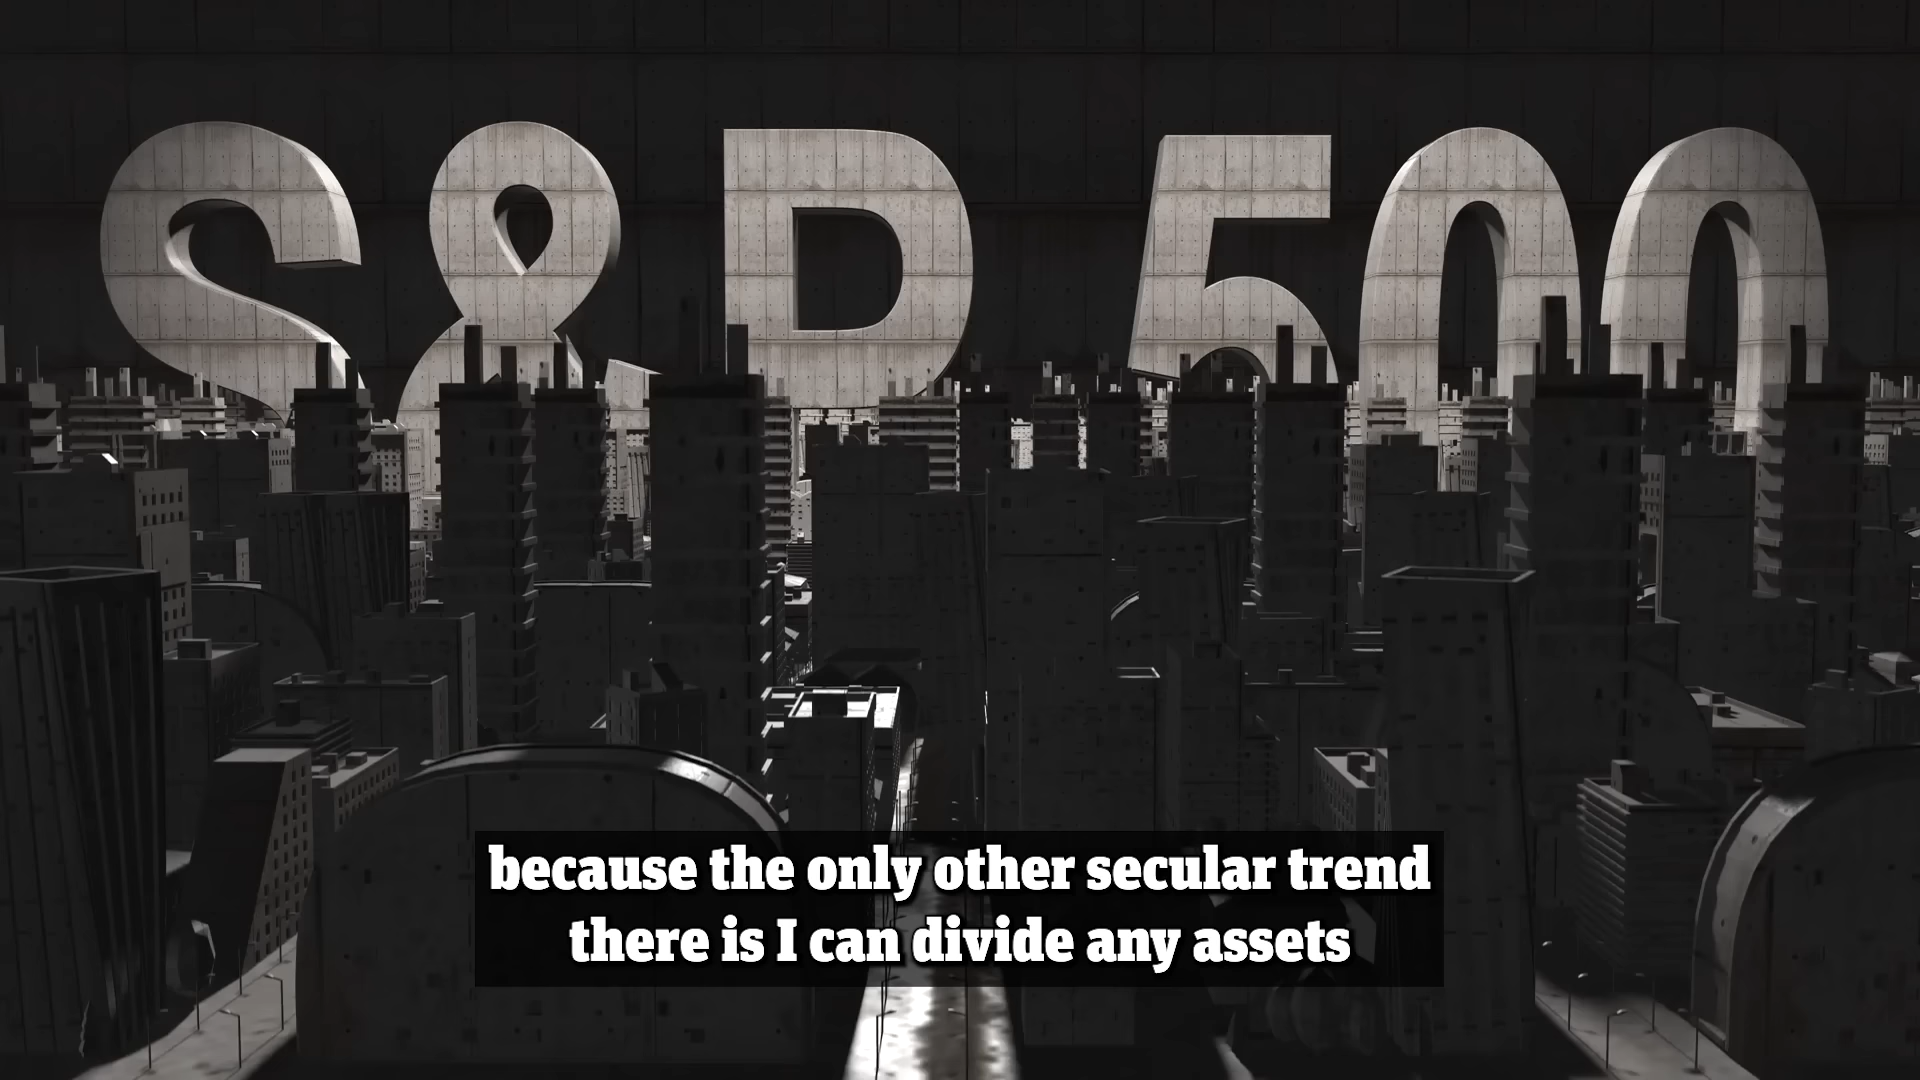 S&P 500
because the only other secular trend
there is I can divide any assets